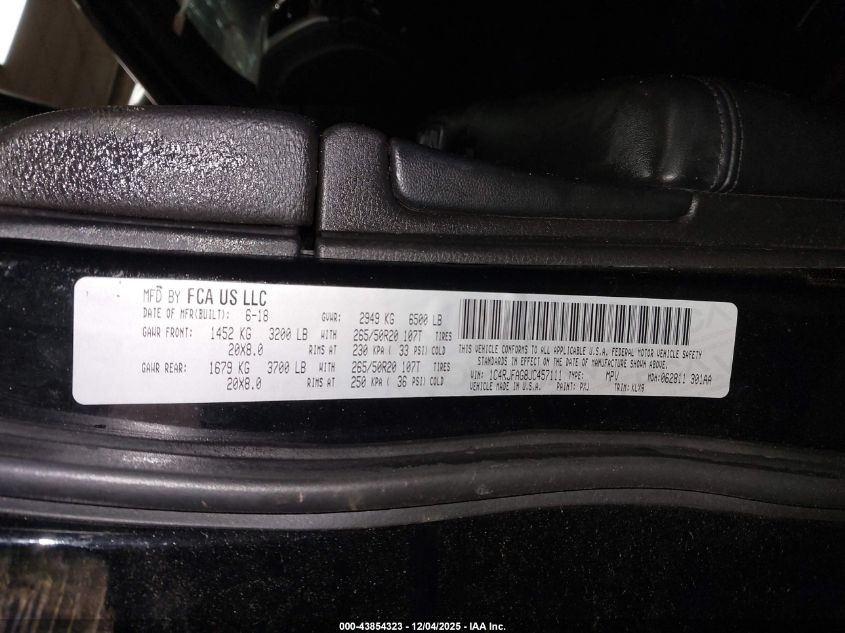 MFD BY FCA US LLC
DATE OF MFR(BUILT): 6-18 GVWR: 2949 KG 6500 LB
GAWR FRONT: 1452 KG 3200 LB WITH 265/50R20 107T TIRES
20X8.0 RIMS AT 230 KPA ( 33 PSI) COLD
GAWR REAR: 1679 KG 3700 LB WITH 265/50R20 107T TIRES
20X8.0 RIMS AT 250 KPA ( 36 PSI) COLD
THIS VEHICLE CONFORMS TO ALL APPLICABLE U.S.A. FEDERAL MOTOR VEHICLE SAFETY
STANDARDS IN EFFECT ON THE DATE OF MANUFACTURE SHOWN ABOVE.
VIN: 1C4RJFAG8JC457111 TYPE: MPV MDH: 062811 301AA
VEHICLE MADE IN U.S.A. PAINT: PXJ TRIM: KLX9
000-43854323 - 12/04/2025 - IAA Inc.